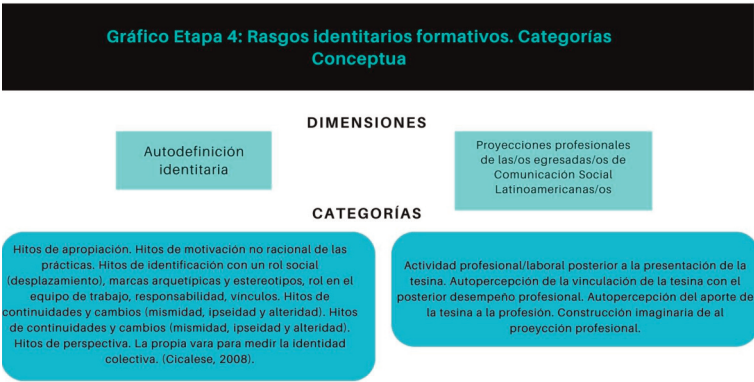 Gráfico Etapa 4: Rasgos identitarios formativos. Categorías
Conceptua
DIMENSIONES
Autodefinición
identitaria
Proyecciones profesionales
de las/os egresadas/os de
Comunicación Social
Latinoamericanas/os
CATEGORÍAS
Hitos de apropiación. Hitos de motivación no racional de las
prácticas. Hitos de identificación con un rol social
(desplazamiento), marcas arquetípicas y estereotipos, rol en el
equipo de trabajo, responsabilidad, vínculos. Hitos de
continuidades y cambios (mismidad, ipseidad y alteridad). Hitos
de continuidades y cambios (mismidad, ipseidad y alteridad).
Hitos de perspectiva. La propia vara para medir la identidad
colectiva. (Cicalese, 2008).
Actividad profesional/laboral posterior a la presentación de la
tesina. Autopercepción de la vinculación de la tesina con el
posterior desempeño profesional. Autopercepción del aporte de
la tesina a la profesión. Construcción imaginaria de al
proeycción profesional.